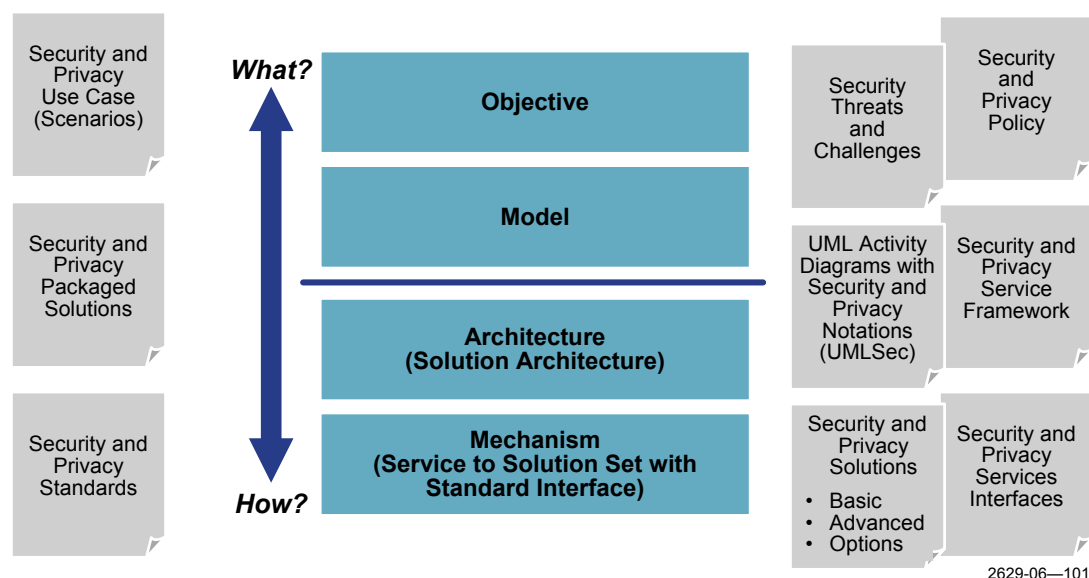 Security and
Privacy
Use Case
(Scenarios)
Security and
Privacy
Packaged
Solutions
Security and
Privacy
Standards
What?
How?
Objective
Model
Architecture
(Solution Architecture)
Mechanism
(Service to Solution Set with
Standard Interface)
Security
Threats
and
Challenges
Security
and
Privacy
Policy
UML Activity
Diagrams with
Security and
Privacy
Notations
(UMLSec)
Security and
Privacy
Service
Framework
Security and
Privacy
Solutions
• Basic
• Advanced
• Options
Security and
Privacy
Services
Interfaces
2629-06—101